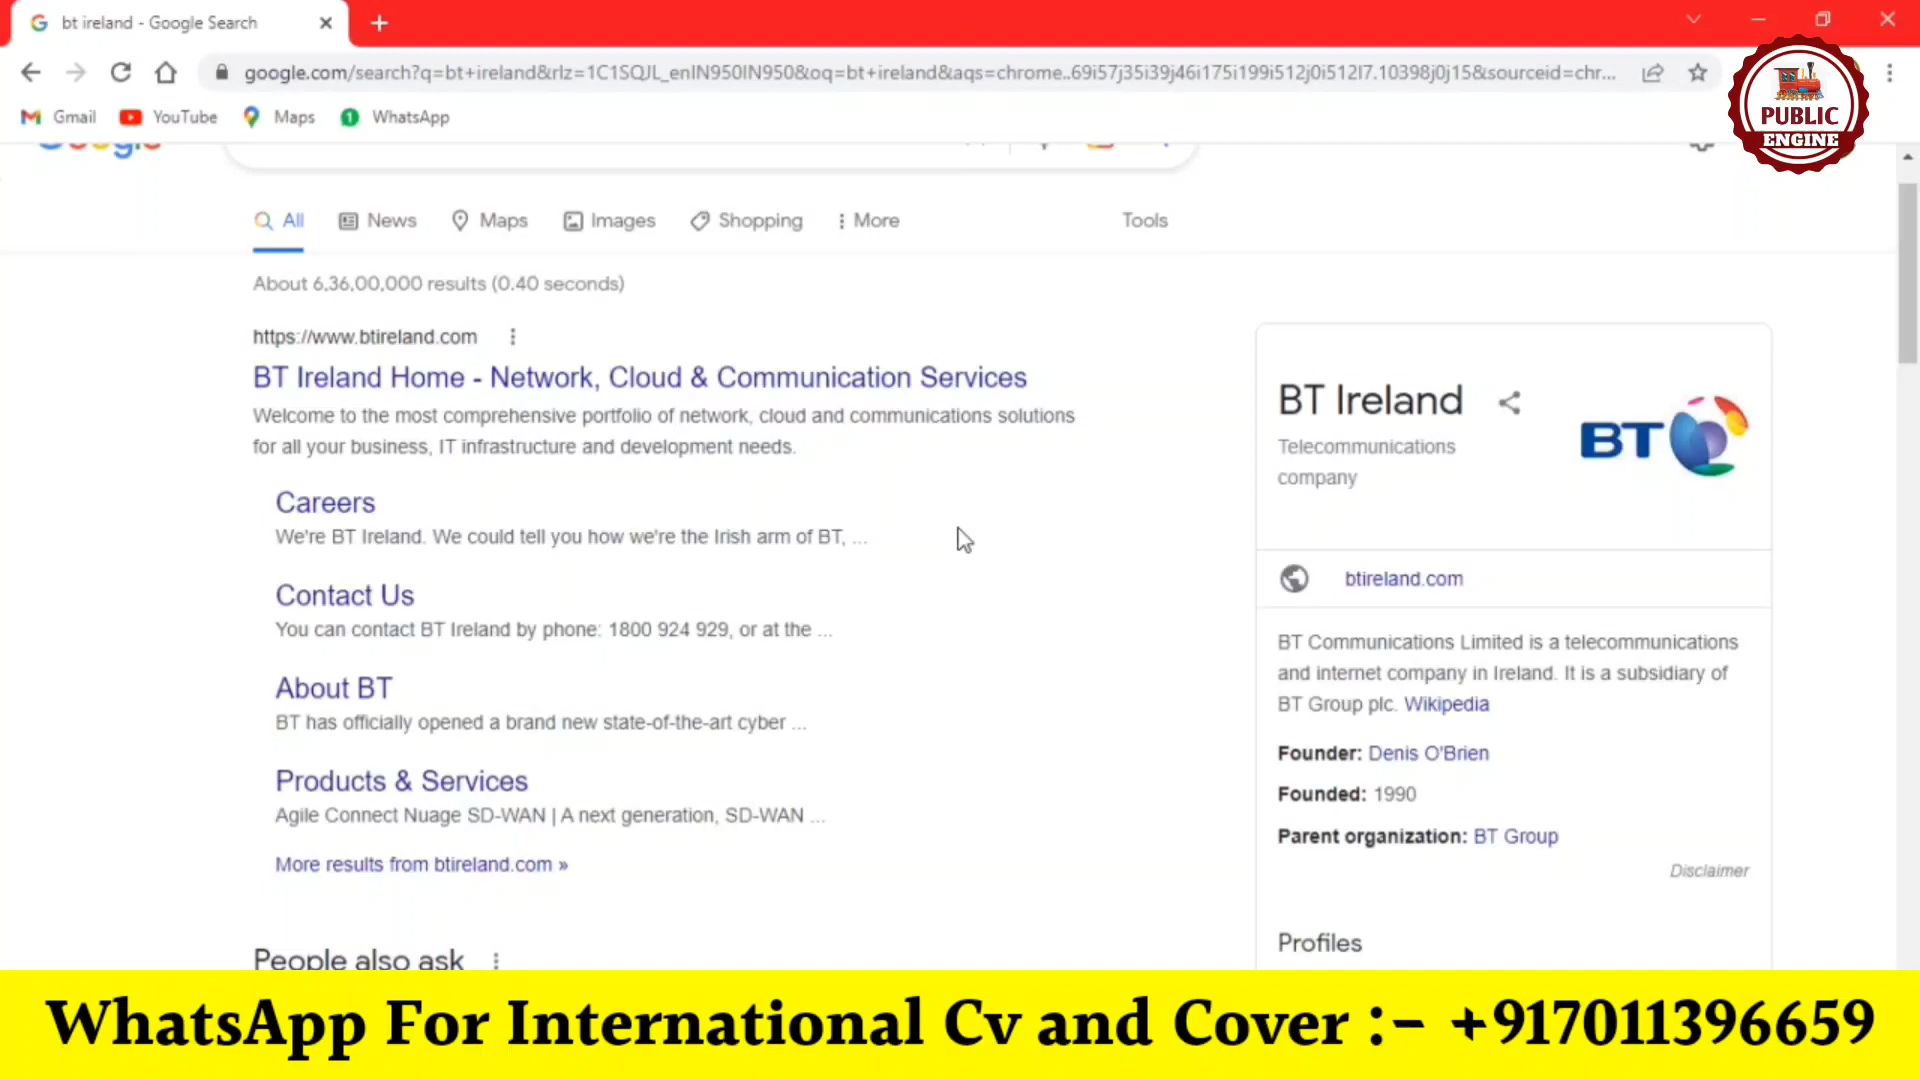 bt ireland - Google Search
google.com/search?q=bt+ireland&rlz=1C1SQJL_enIN950IN950&oq=bt+ireland&aqs=chrome..69i57j35i39j46i175i199i512j0i512l7.10398j0j15&sourceid=chr...
PUBLIC
ENGINE
Gmail YouTube Maps WhatsApp
Google
All News Maps Images Shopping More Tools
About 6,36,00,000 results (0.40 seconds)
https://www.btireland.com
BT Ireland Home - Network, Cloud & Communication Services
Welcome to the most comprehensive portfolio of network, cloud and communications solutions
for all your business, IT infrastructure and development needs.
Careers
We're BT Ireland. We could tell you how we're the Irish arm of BT, ...
Contact Us
You can contact BT Ireland by phone: 1800 924 929, or at the ...
About BT
BT has officially opened a brand new state-of-the-art cyber ...
Products & Services
Agile Connect Nuage SD-WAN | A next generation, SD-WAN ...
More results from btireland.com »
People also ask
BT Ireland
Telecommunications
company
BT
btireland.com
BT Communications Limited is a telecommunications
and internet company in Ireland. It is a subsidiary of
BT Group plc. Wikipedia
Founder: Denis O'Brien
Founded: 1990
Parent organization: BT Group
Disclaimer
Profiles
WhatsApp For International Cv and Cover :- +917011396659